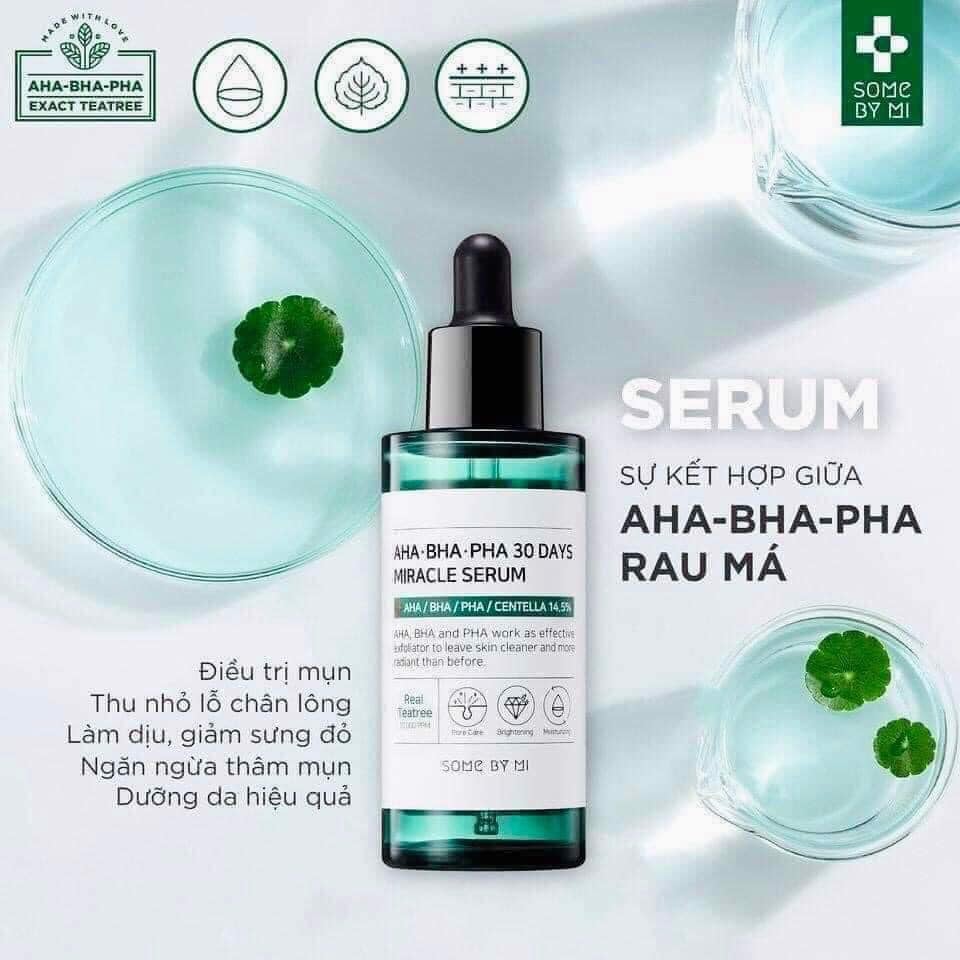 MADE WITH LOVE
AHA-BHA-PHA
EXACT TEATREE
SOME
BY MI
SERUM
SỰ KẾT HỢP GIỮA
AHA-BHA-PHA
RAU MÁ
AHA·BHA·PHA 30 DAYS
MIRACLE SERUM
AHA / BHA / PHA / CENTELLA 14,5%
AHA, BHA and PHA work as effective
exfoliator to leave skin cleaner and more
radiant than before.
Real
Teatree
10,000 PPM
Pore Care
Brightening
Moisturizing
SOME BY MI
Điều trị mụn
Thu nhỏ lỗ chân lông
Làm dịu, giảm sưng đỏ
Ngăn ngừa thâm mụn
Dưỡng da hiệu quả